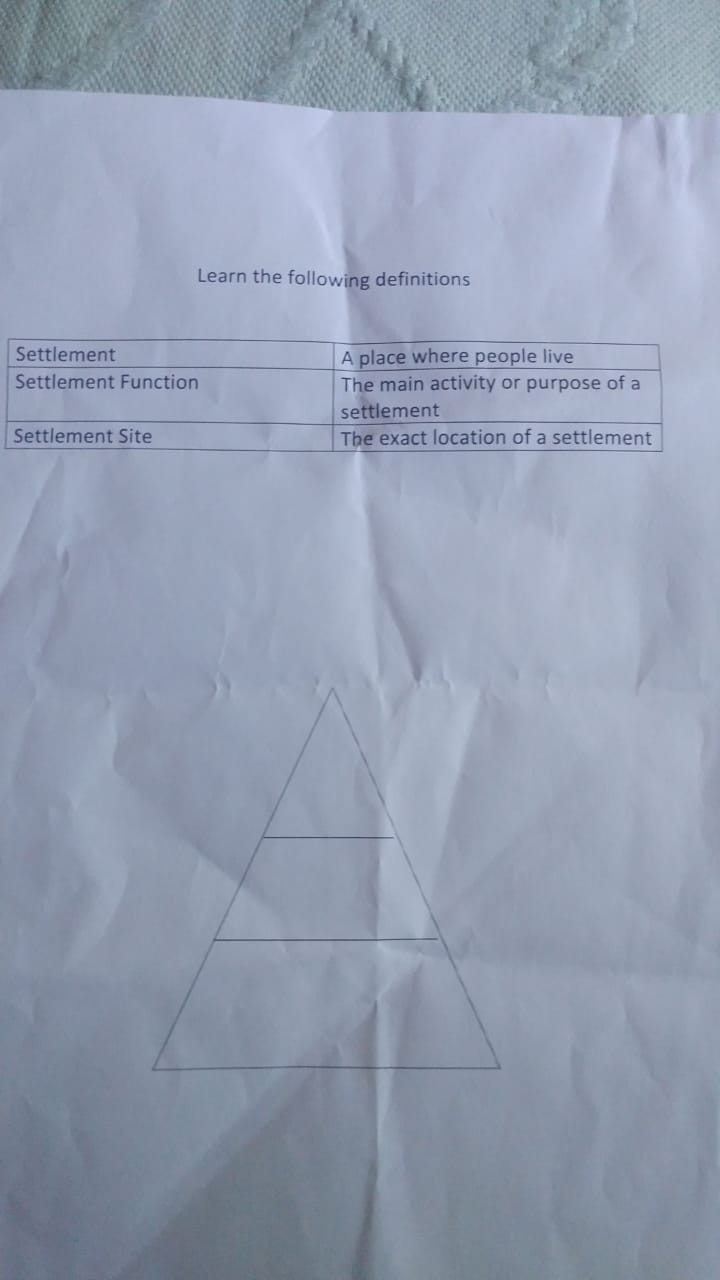 Learn the following definitions
Settlement
A place where people live
Settlement Function
The main activity or purpose of a
settlement
Settlement Site
The exact location of a settlement